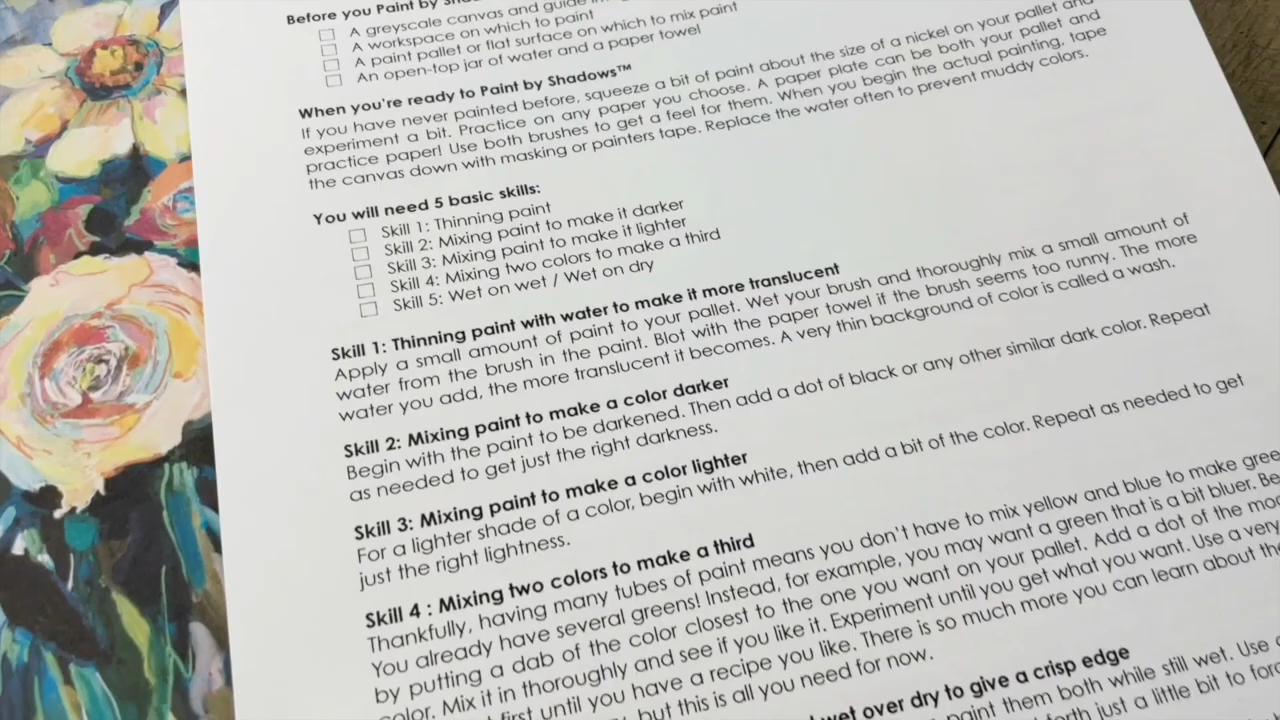 Before you Paint by
A greyscale canvas and guide
A workspace on which to paint
A paint pallet or flat surface on which to mix paint
An open-top jar of water and a paper towel
When you're ready to Paint by Shadows™
If you have never painted before, squeeze a bit of paint about the size of a nickel on your pallet and
experiment a bit. Practice on any paper you choose. A paper plate can be both your pallet and
practice paper! Use both brushes to get a feel for them. When you begin the actual painting, tape
the canvas down with masking or painters tape. Replace the water often to prevent muddy colors.
You will need 5 basic skills:
Skill 1: Thinning paint
Skill 2: Mixing paint to make it darker
Skill 3: Mixing paint to make it lighter
Skill 4: Mixing two colors to make a third
Skill 5: Wet on wet / Wet on dry
Skill 1: Thinning paint with water to make it more translucent
Apply a small amount of paint to your pallet. Wet your brush and thoroughly mix a small amount of
water from the brush in the paint. Blot with the paper towel if the brush seems too runny. The more
water you add, the more translucent it becomes. A very thin background of color is called a wash.
Skill 2: Mixing paint to make a color darker
Begin with the paint to be darkened. Then add a dot of black or any other similar dark color. Repeat
as needed to get just the right darkness.
Skill 3: Mixing paint to make a color lighter
For a lighter shade of a color, begin with white, then add a bit of the color. Repeat as needed to get
just the right lightness.
Skill 4 : Mixing two colors to make a third
Thankfully, having many tubes of paint means you don't have to mix yellow and blue to make gree
You already have several greens! Instead, for example, you may want a green that is a bit bluer. Be
by putting a dab of the color closest to the one you want on your pallet. Add a dot of the mo
color. Mix it in thoroughly and see if you like it. Experiment until you get what you want. Use a very
first until you have a recipe you like. There is so much more you can learn about th
but this is all you need for now.
wet over dry to give a crisp edge
paint them both while still wet. Use
forth just a little bit to forc